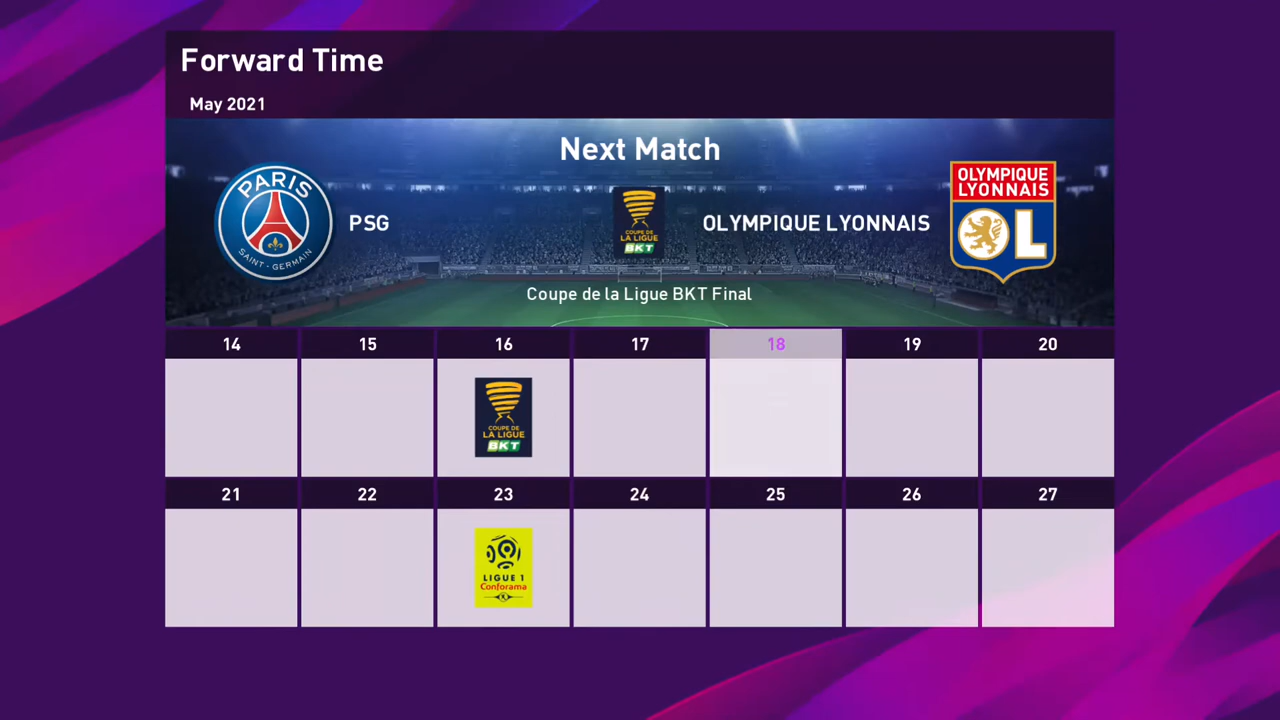 Forward Time
May 2021
Next Match
PARIS
SAINT-GERMAIN
PSG
COUPE DE
LA LIGUE
BKT
OLYMPIQUE LYONNAIS
OLYMPIQUE
LYONNAIS
OL
Coupe de la Ligue BKT Final
14 15 16 17 18 19 20
COUPE DE
LA LIGUE
BKT
21 22 23 24 25 26 27
LIGUE 1
Conforama